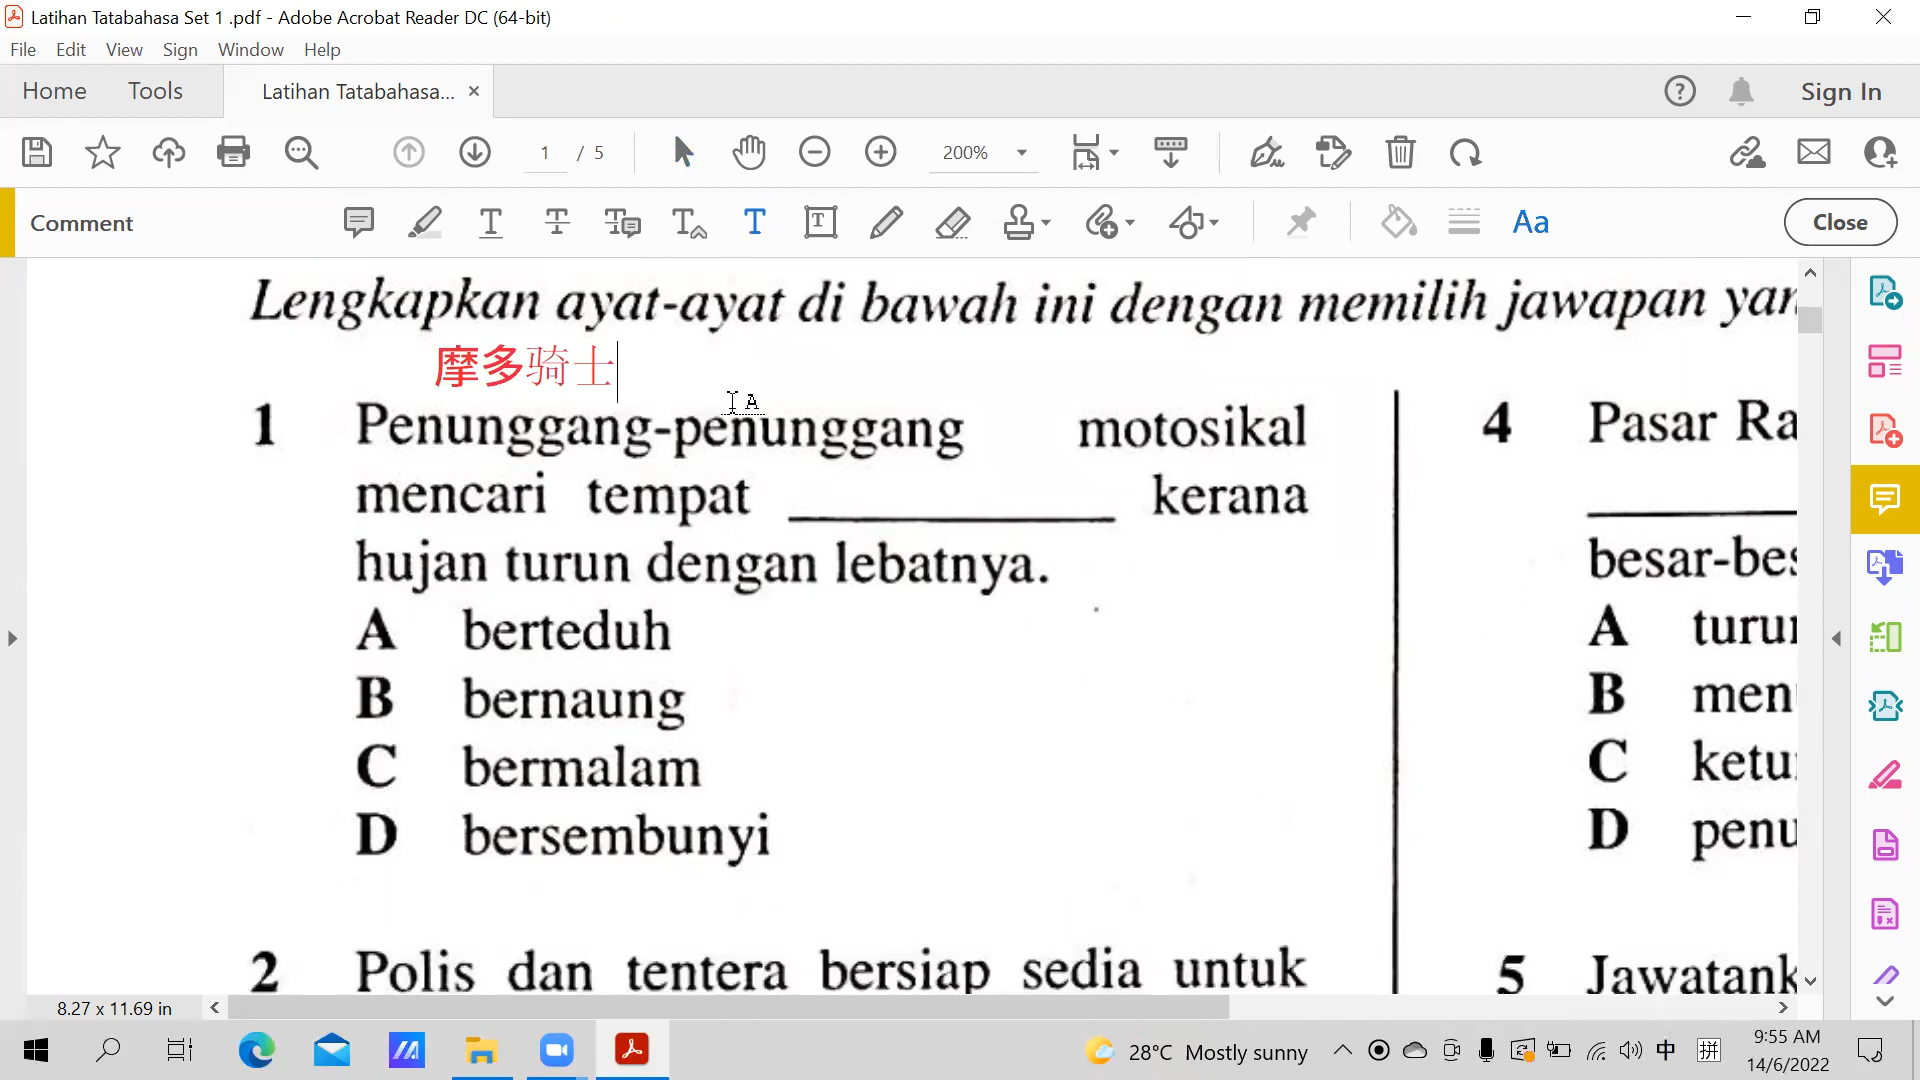 Latihan Tatabahasa Set 1 .pdf - Adobe Acrobat Reader DC (64-bit)
File Edit View Sign Window Help
Home Tools Latihan Tatabahasa... × Sign In
1 / 5 200%
Comment Close
Lengkapkan ayat-ayat di bawah ini dengan memilih jawapan yan
摩多骑士
1 Penunggang-penunggang motosikal
mencari tempat ____________ kerana
hujan turun dengan lebatnya.
A berteduh
B bernaung
C bermalam
D bersembunyi
2 Polis dan tentera bersiap sedia untuk
4 Pasar Ra
besar-bes
A turun
B men
C ketu
D penu
5 Jawatank
8.27 x 11.69 in
28°C Mostly sunny
中 拼
9:55 AM
14/6/2022